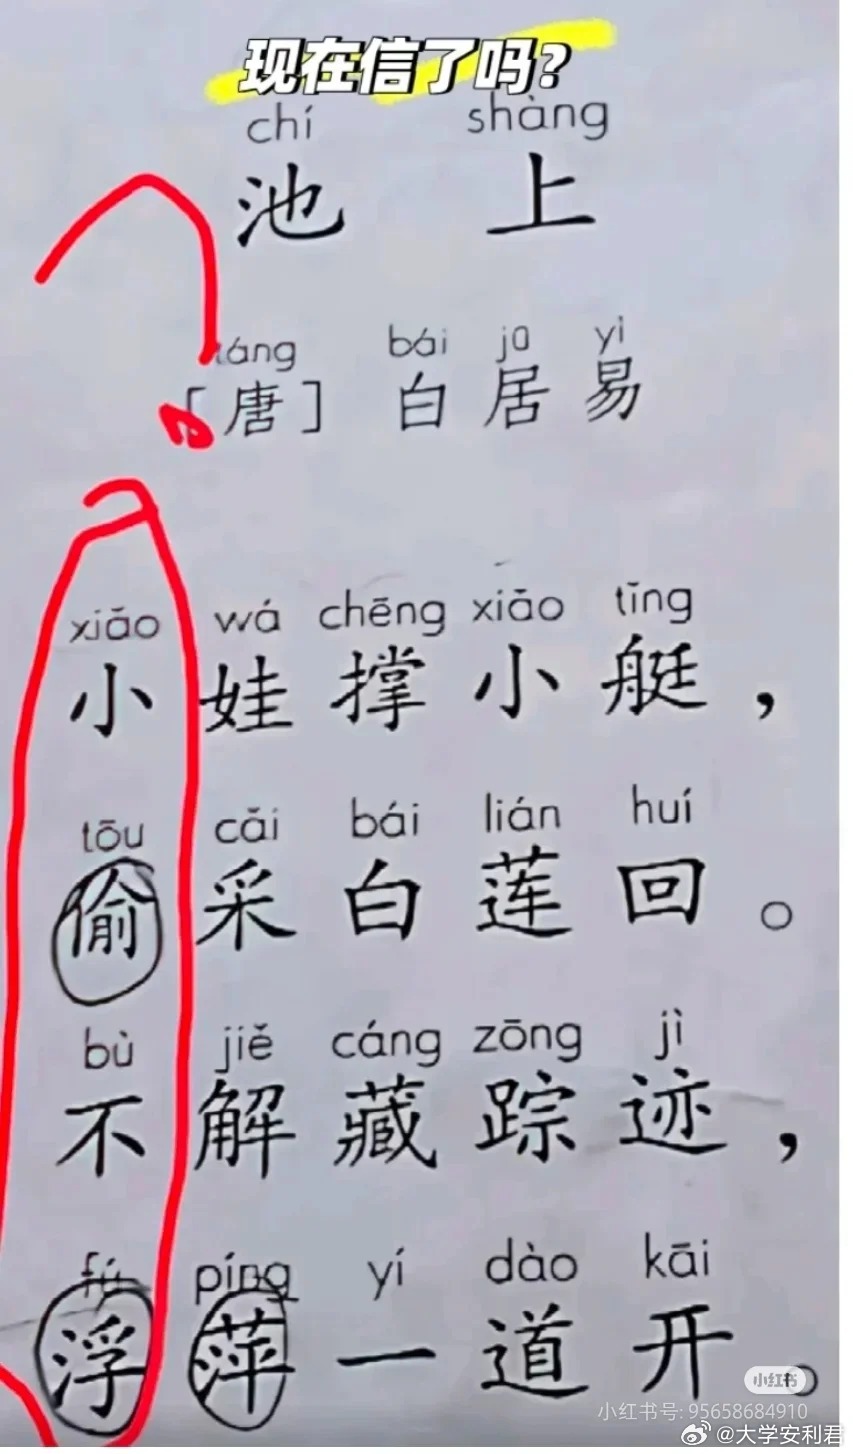 现在信了吗?
chí shàng
池 上
táng bái jū yì
[唐] 白居易
xiǎo wá chēng xiǎo tǐng
小娃撑小艇，
tōu cǎi bái lián huí
偷采白莲回。
bù jiě cáng zōng jì
不解藏踪迹，
fú píng yí dào kāi
浮萍一道开。
小红书
小红书号: 95658684910
@大学安利君